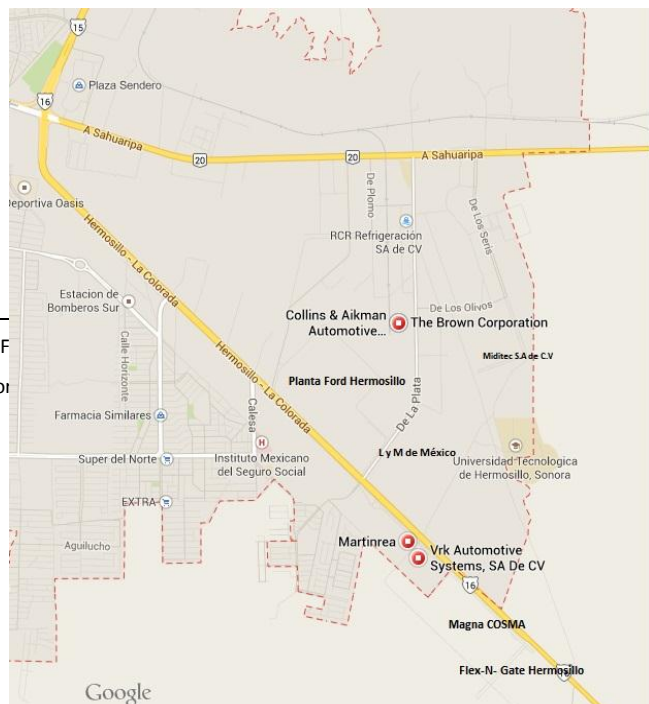 15
Plaza Sendero
16
A Sahuaripa
20
20
A Sahuaripa
Deportiva Oasis
De Plomo
De Los Seris
RCR Refrigeración
SA de CV
Hermosillo - La Colorada
Estacion de
Bomberos Sur
De Los Olivos
Collins & Aikman
Automotive...
The Brown Corporation
F
Miditec S.A de C.V
or
Hermosillo - La Colorada
Planta Ford Hermosillo
Calle Horizonte
Calesa
De La Plata
Farmacia Similares
H
Instituto Mexicano
del Seguro Social
L y M de México
Super del Norte
Universidad Tecnologica
de Hermosillo, Sonora
EXTRA
Aguilucho
Martinrea
Vrk Automotive
Systems, SA De CV
16
Magna COSMA
Flex-N- Gate Hermosillo
16
Google